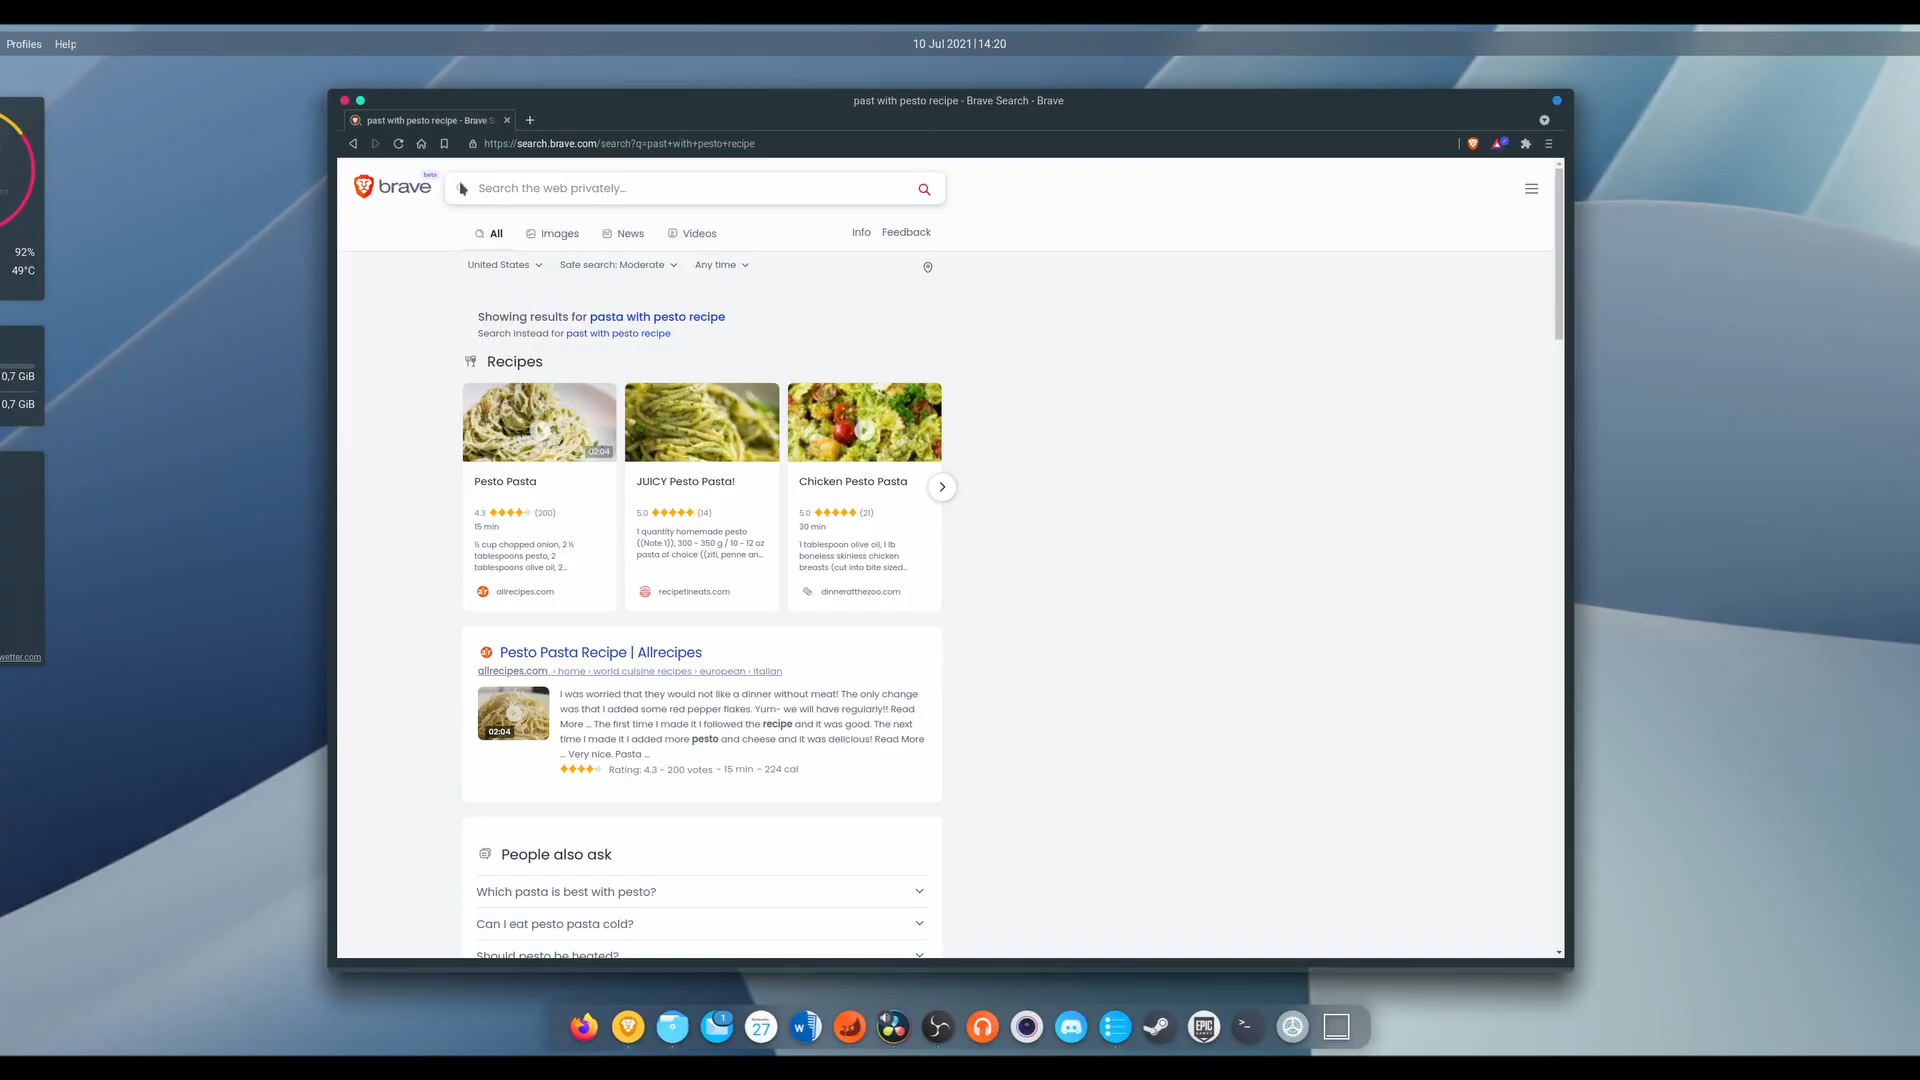 Profiles Help
10 Jul 2021 | 14:20
past with pesto recipe - Brave Search - Brave
past with pesto recipe - Brave S
https://search.brave.com/search?q=past+with+pesto+recipe
brave beta
Search the web privately...
All Images News Videos Info Feedback
United States Safe search: Moderate Any time
Showing results for pasta with pesto recipe
Search instead for past with pesto recipe
Recipes
02:04
Pesto Pasta
4.3 (200)
15 min
½ cup chopped onion, 2 ½
tablespoons pesto, 2
tablespoons olive oil, 2...
allrecipes.com
JUICY Pesto Pasta!
5.0 (14)
1 quantity homemade pesto
((Note 1)), 300 - 350 g / 10 - 12 oz
pasta of choice ((ziti, penne an...
recipetineats.com
Chicken Pesto Pasta
5.0 (21)
30 min
1 tablespoon olive oil, 1 lb
boneless skinless chicken
breasts (cut into bite sized...
dinneratthezoo.com
Pesto Pasta Recipe | Allrecipes
allrecipes.com › home › world cuisine recipes › european › italian
02:04
I was worried that they would not like a dinner without meat! The only change
was that I added some red pepper flakes. Yum- we will have regularly!! Read
More ... The first time I made it I followed the recipe and it was good. The next
time I made it I added more pesto and cheese and it was delicious! Read More
... Very nice. Pasta ...
Rating: 4.3 - 200 votes - 15 min - 224 cal
People also ask
Which pasta is best with pesto?
Can I eat pesto pasta cold?
Should pesto be heated?
92%
49°C
0,7 GiB
0,7 GiB
wetter.com
1
27
W
EPIC
GAMES
>_